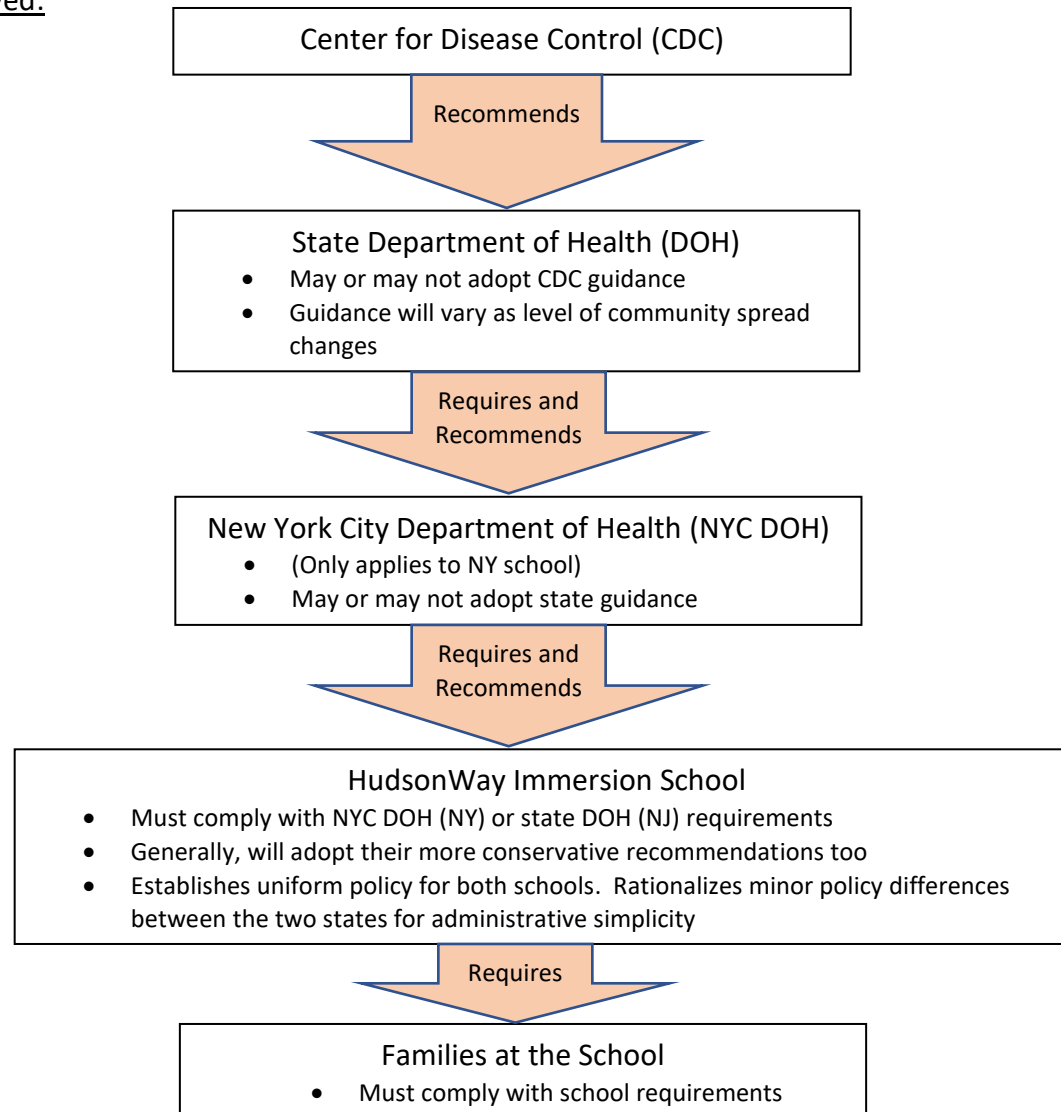 Center for Disease Control (CDC)
Recommends
State Department of Health (DOH)
• May or may not adopt CDC guidance
• Guidance will vary as level of community spread
changes
Requires and
Recommends
New York City Department of Health (NYC DOH)
• (Only applies to NY school)
• May or may not adopt state guidance
Requires and
Recommends
HudsonWay Immersion School
• Must comply with NYC DOH (NY) or state DOH (NJ) requirements
• Generally, will adopt their more conservative recommendations too
• Establishes uniform policy for both schools. Rationalizes minor policy differences
between the two states for administrative simplicity
Requires
Families at the School
• Must comply with school requirements